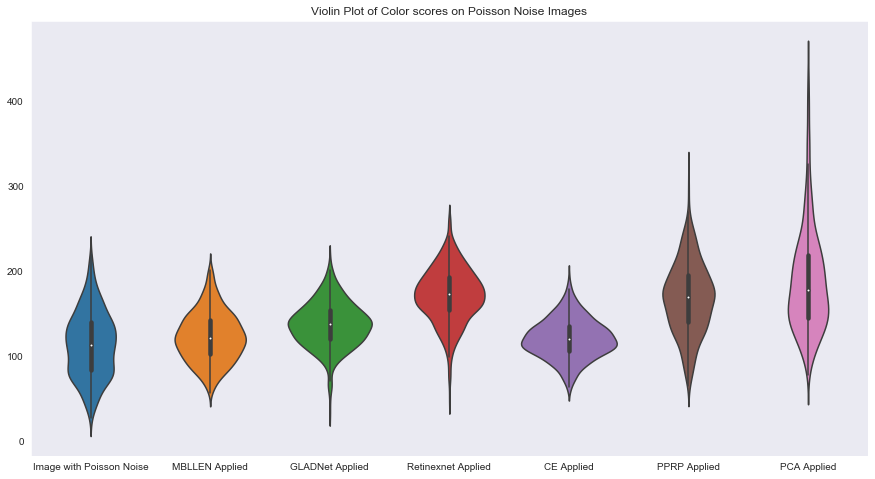 Violin Plot of Color scores on Poisson Noise Images
400
300
200
100
0
Image with Poisson Noise MBLLEN Applied GLADNet Applied Retinexnet Applied CE Applied PPRP Applied PCA Applied